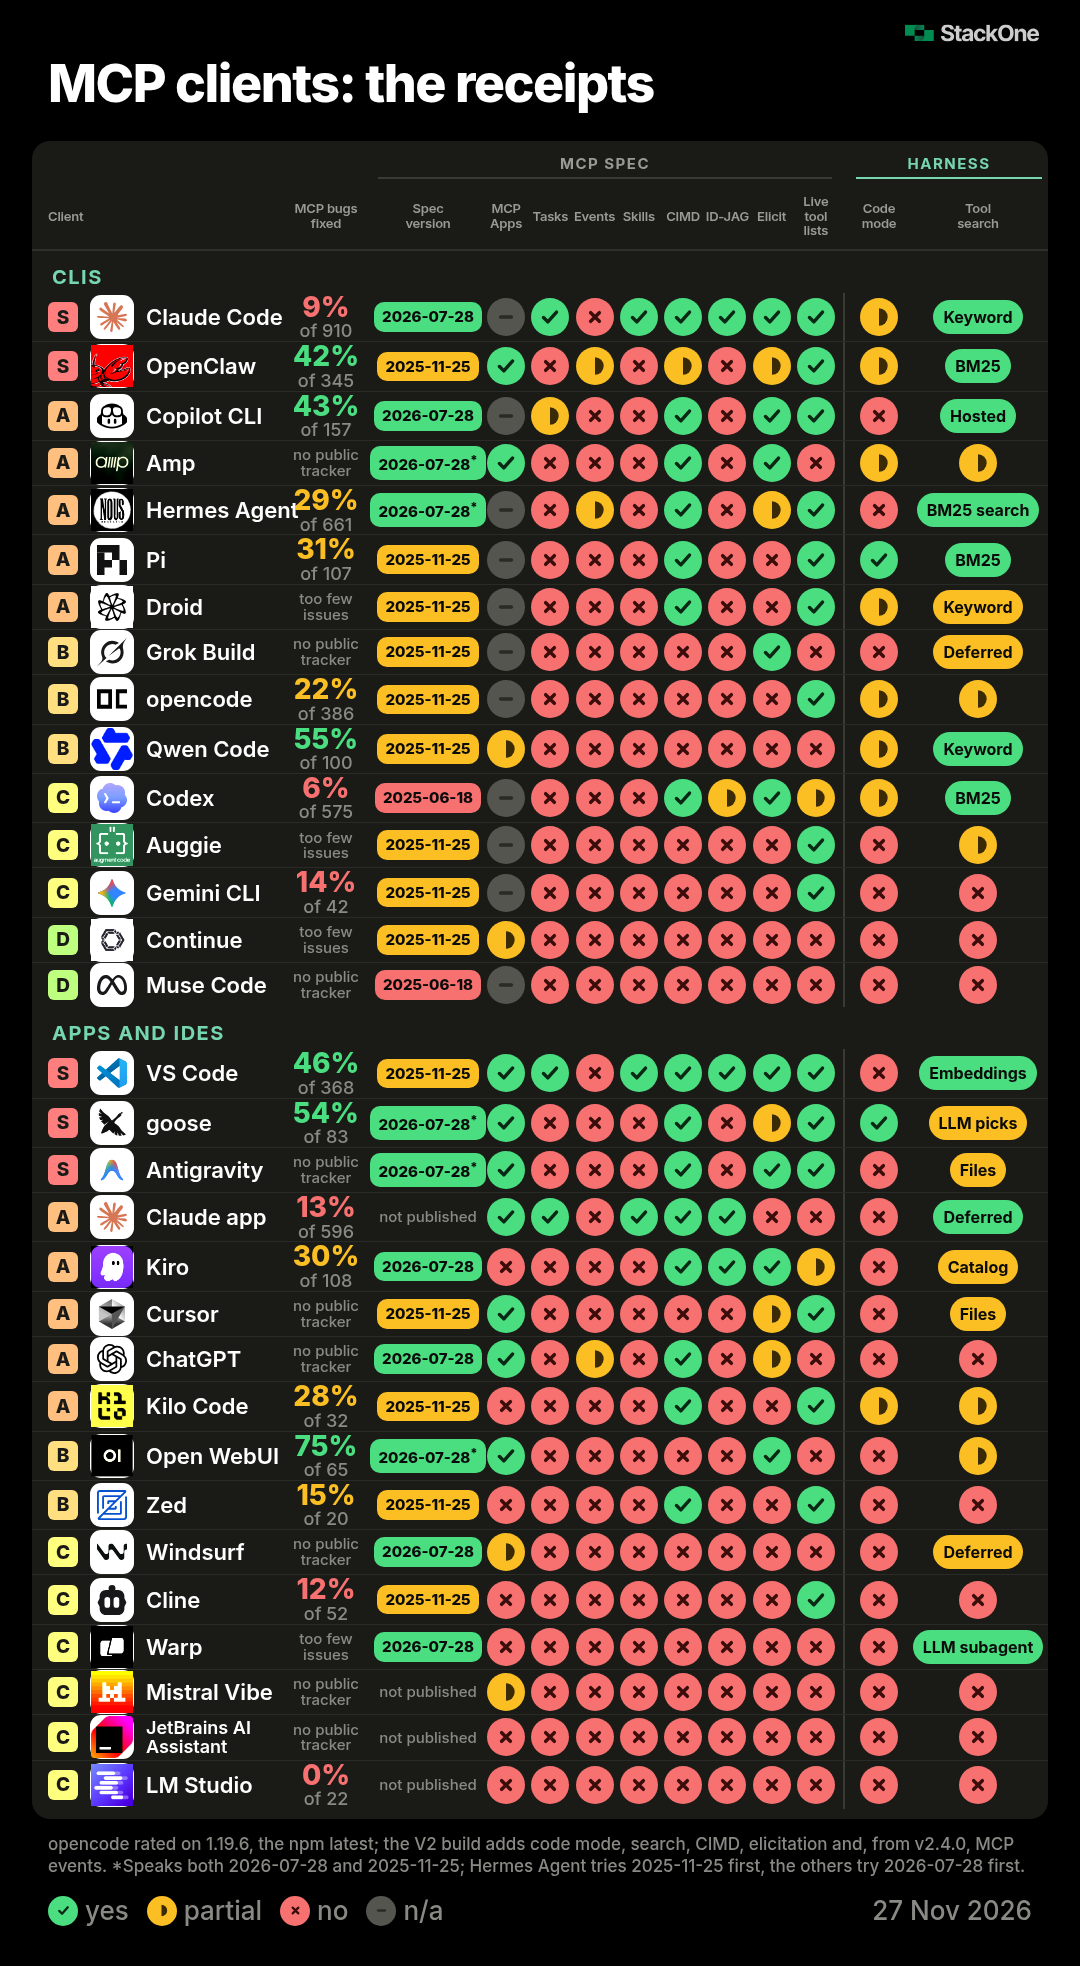 StackOne
MCP clients: the receipts
MCP SPEC
HARNESS
Client
MCP bugs fixed
Spec version
MCP Apps
Tasks
Events
Skills
CIMD
ID-JAG
Elicit
Live tool lists
Code mode
Tool search
CLIS
S Claude Code 9% of 910 2026-07-28 Keyword
S OpenClaw 42% of 345 2025-11-25 BM25
A Copilot CLI 43% of 157 2026-07-28 Hosted
A amp Amp no public tracker 2026-07-28*
A NOUS Hermes Agent 29% of 661 2026-07-28* BM25 search
A Pi 31% of 107 2025-11-25 BM25
A Droid too few issues 2025-11-25 Keyword
B Grok Build no public tracker 2025-11-25 Deferred
B opencode 22% of 386 2025-11-25
B Qwen Code 55% of 100 2025-11-25 Keyword
C Codex 6% of 575 2025-06-18 BM25
C augment code Auggie too few issues 2025-11-25
C Gemini CLI 14% of 42 2025-11-25
D Continue too few issues 2025-11-25
D Muse Code no public tracker 2025-06-18
APPS AND IDES
S VS Code 46% of 368 2025-11-25 Embeddings
S goose 54% of 83 2026-07-28* LLM picks
S Antigravity no public tracker 2026-07-28* Files
A Claude app 13% of 596 not published Deferred
A Kiro 30% of 108 2026-07-28 Catalog
A Cursor no public tracker 2025-11-25 Files
A ChatGPT no public tracker 2026-07-28
A Kilo Code 28% of 32 2025-11-25
B OI Open WebUI 75% of 65 2026-07-28*
B Zed 15% of 20 2025-11-25
C Windsurf no public tracker 2026-07-28 Deferred
C Cline 12% of 52 2025-11-25
C Warp too few issues 2026-07-28 LLM subagent
C Mistral Vibe no public tracker not published
C JetBrains AI Assistant no public tracker not published
C LM Studio 0% of 22 not published
opencode rated on 1.19.6, the npm latest; the V2 build adds code mode, search, CIMD, elicitation and, from v2.4.0, MCP
events. *Speaks both 2026-07-28 and 2025-11-25; Hermes Agent tries 2025-11-25 first, the others try 2026-07-28 first.
yes partial no n/a
27 Nov 2026